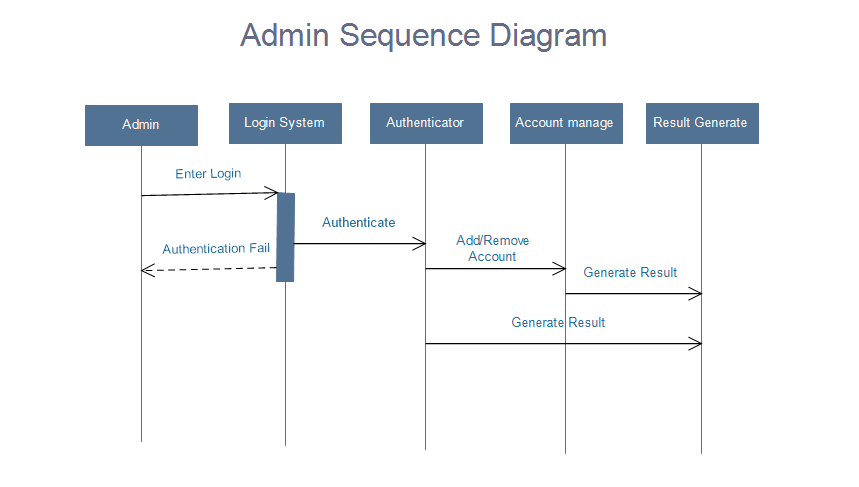 Admin Sequence Diagram
Admin
Login System
Authenticator
Account manage
Result Generate
Enter Login
Authenticate
Authentication Fail
Add/Remove
Account
Generate Result
Generate Result